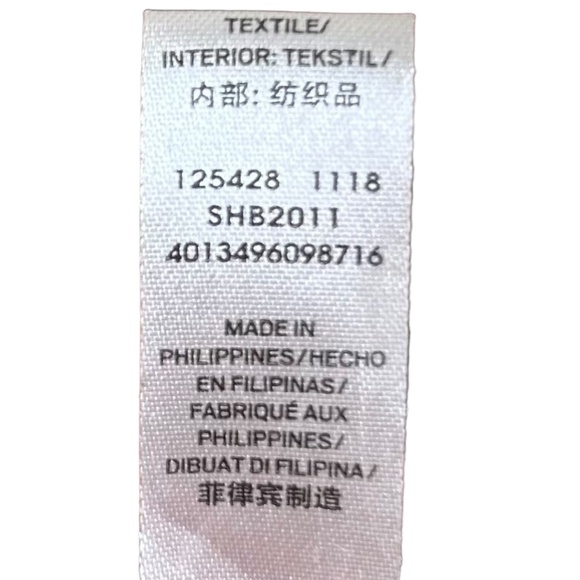 TEXTILE/
INTERIOR: TEKSTIL/
内部: 纺织品
125428 1118
SHB2011
4013496098716
MADE IN
PHILIPPINES/HECHO
EN FILIPINAS/
FABRIQUÉ AUX
PHILIPPINES/
DIBUAT DI FILIPINA/
菲律宾制造